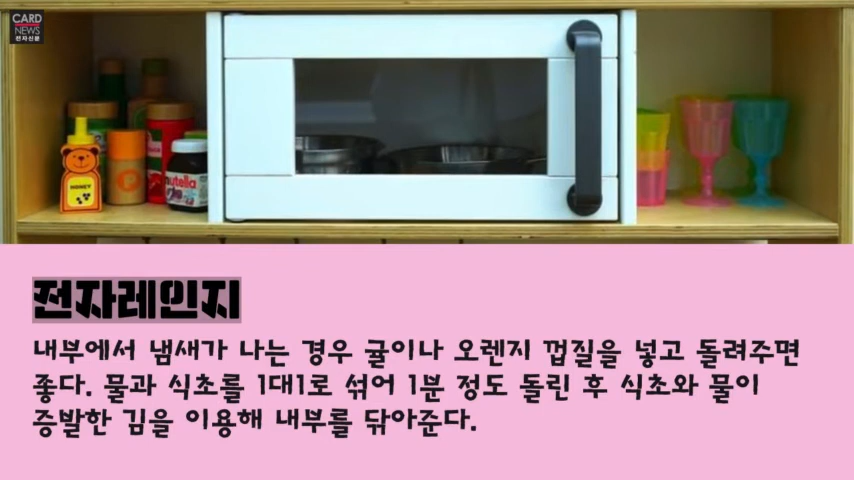 CARD
NEWS
전자신문
HONEY
P
nutella
전자레인지
내부에서 냄새가 나는 경우 귤이나 오렌지 껍질을 넣고 돌려주면
좋다. 물과 식초를 1대1로 섞어 1분 정도 돌린 후 식초와 물이
증발한 김을 이용해 내부를 닦아준다.